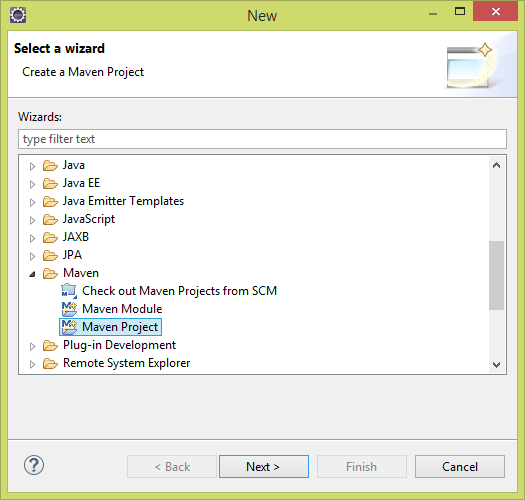 New
Select a wizard
Create a Maven Project
Wizards:
type filter text
Java
Java EE
Java Emitter Templates
JavaScript
JAXB
JPA
Maven
Check out Maven Projects from SCM
Maven Module
Maven Project
Plug-in Development
Remote System Explorer
? < Back Next > Finish Cancel